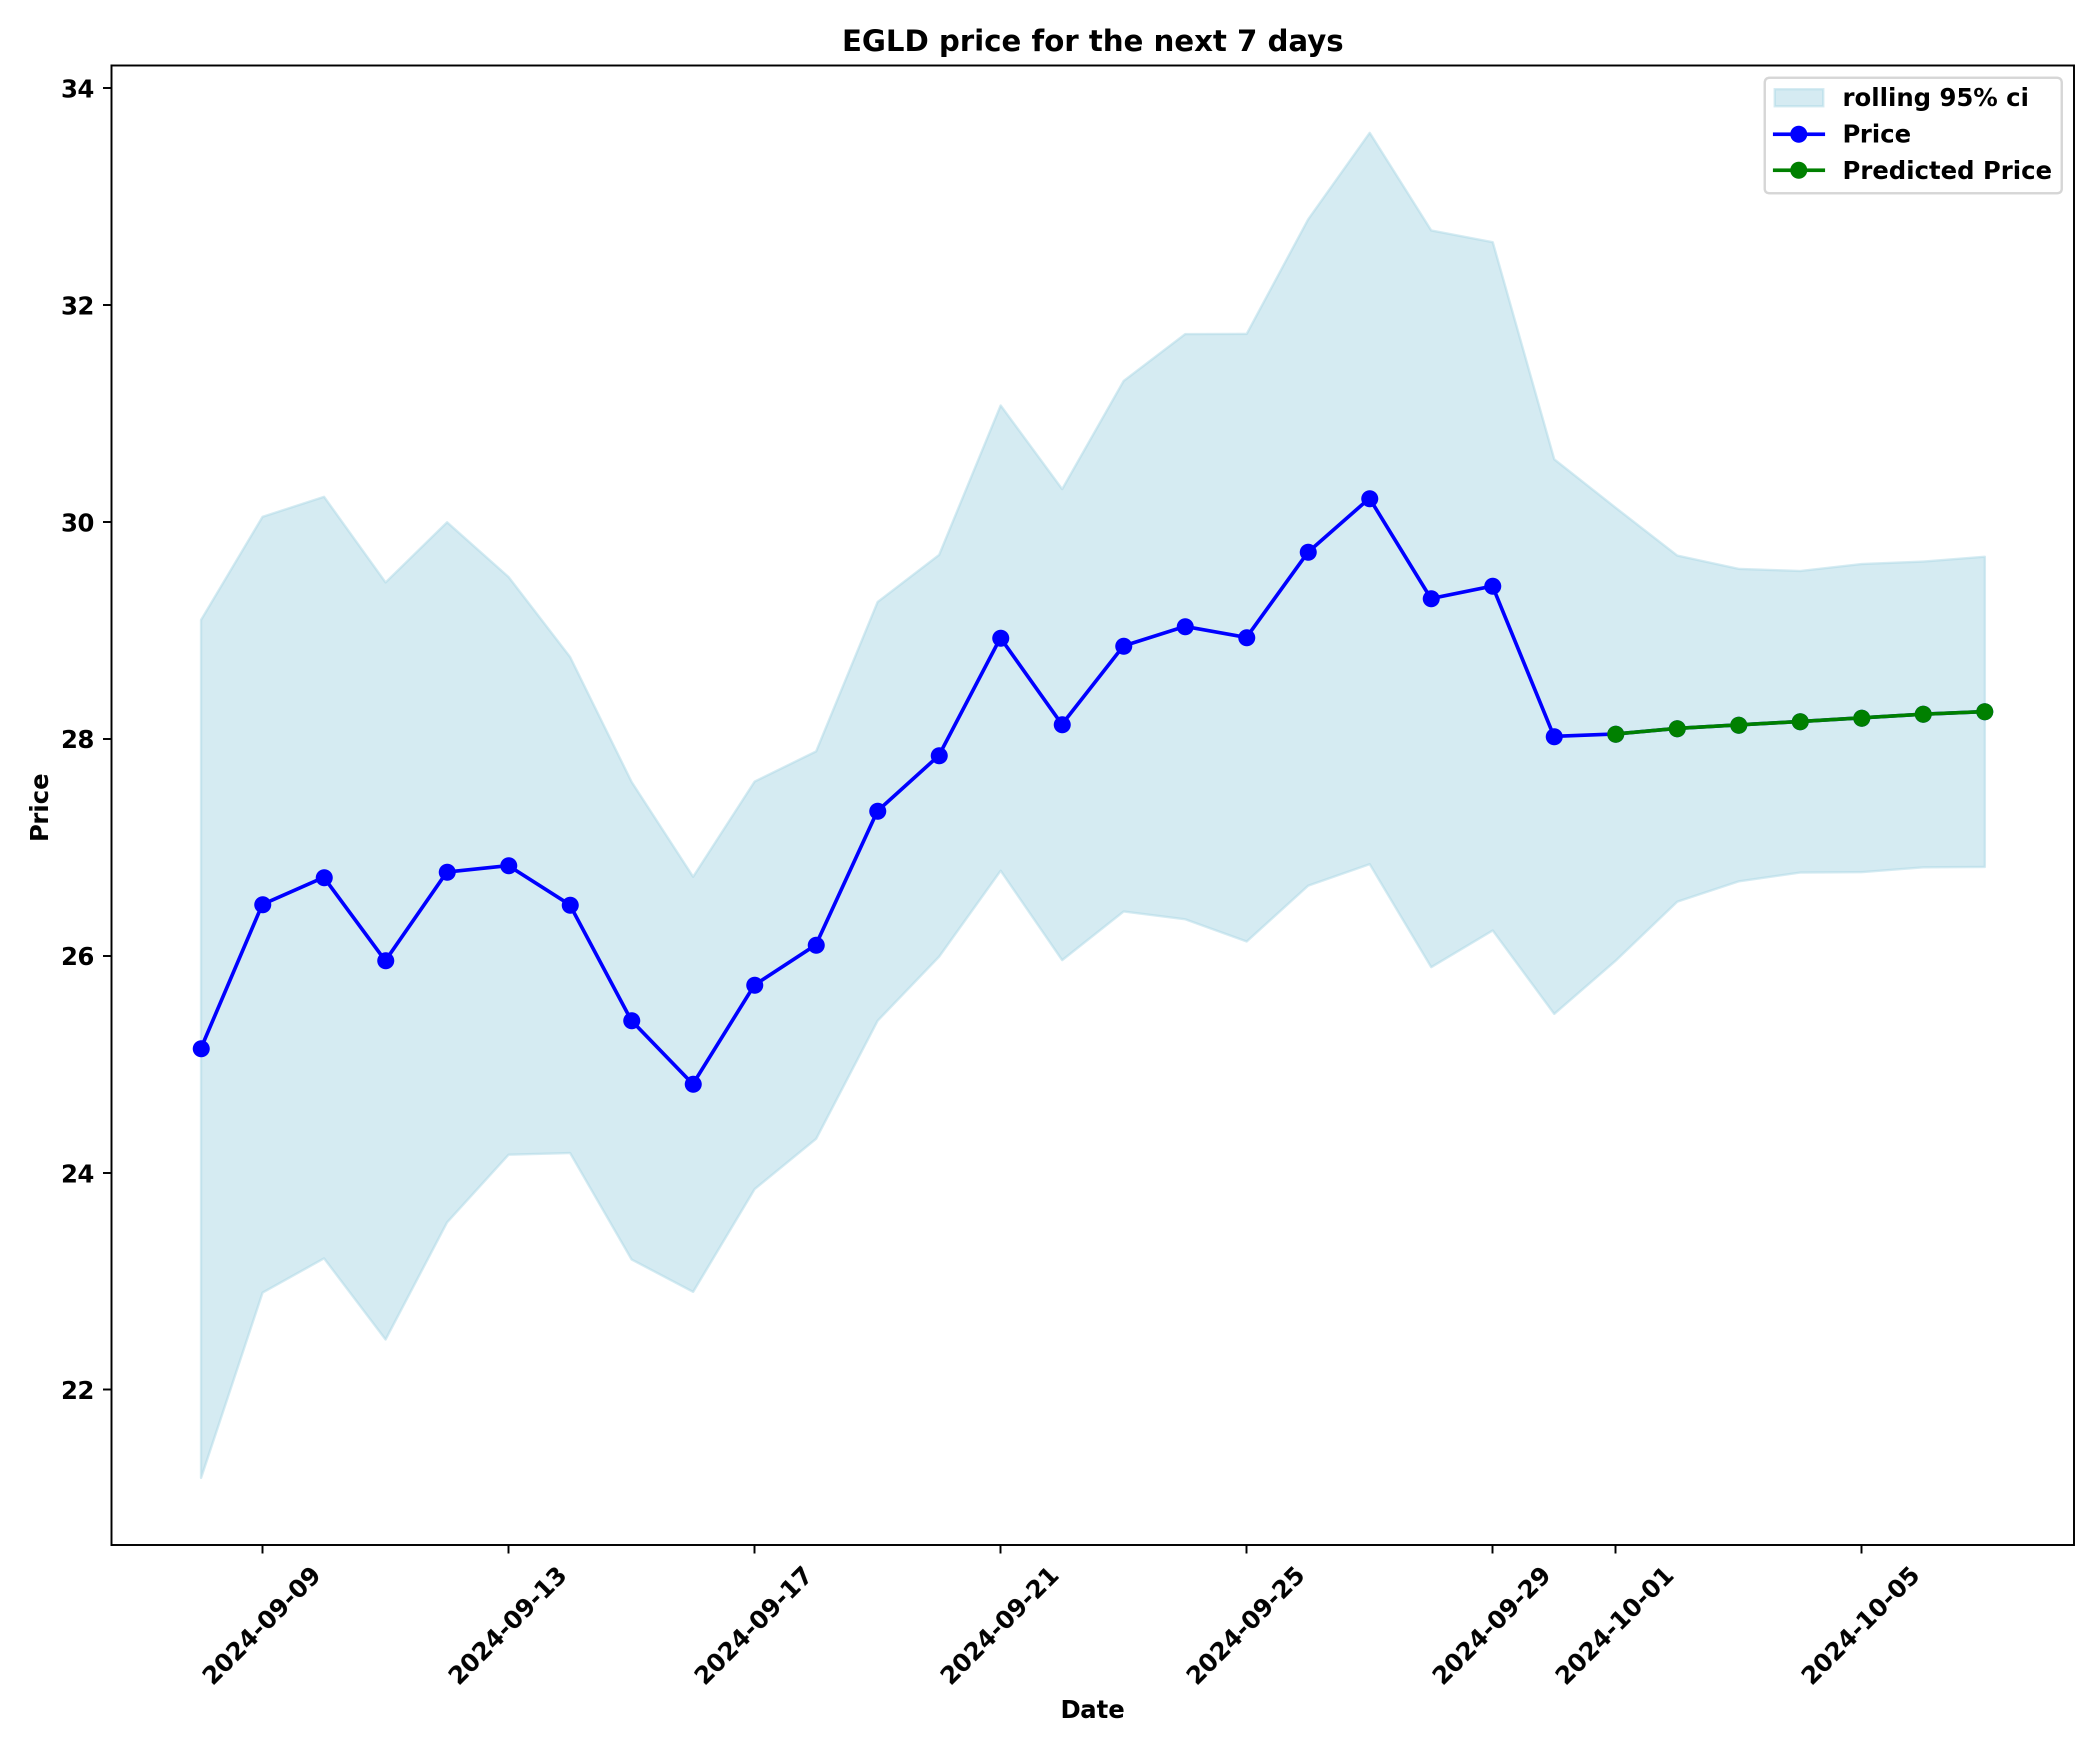 EGLD price for the next 7 days
34
32
30
28
26
24
22
Price
rolling 95% ci
Price
Predicted Price
2024-09-09
2024-09-13
2024-09-17
2024-09-21
2024-09-25
2024-09-29
2024-10-01
2024-10-05
Date